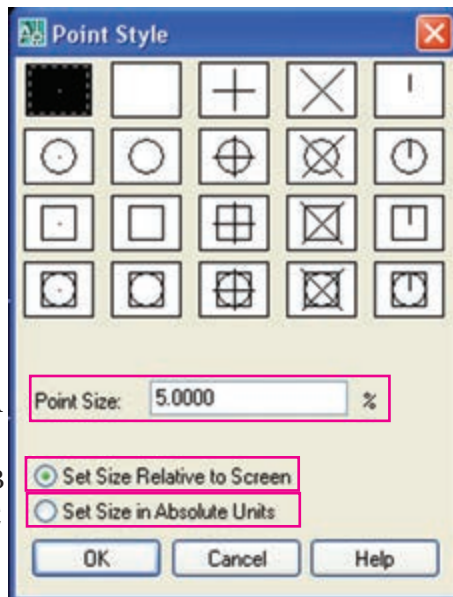 Point Style
Point Size: 5.0000 %
Set Size Relative to Screen
Set Size in Absolute Units
OK Cancel Help